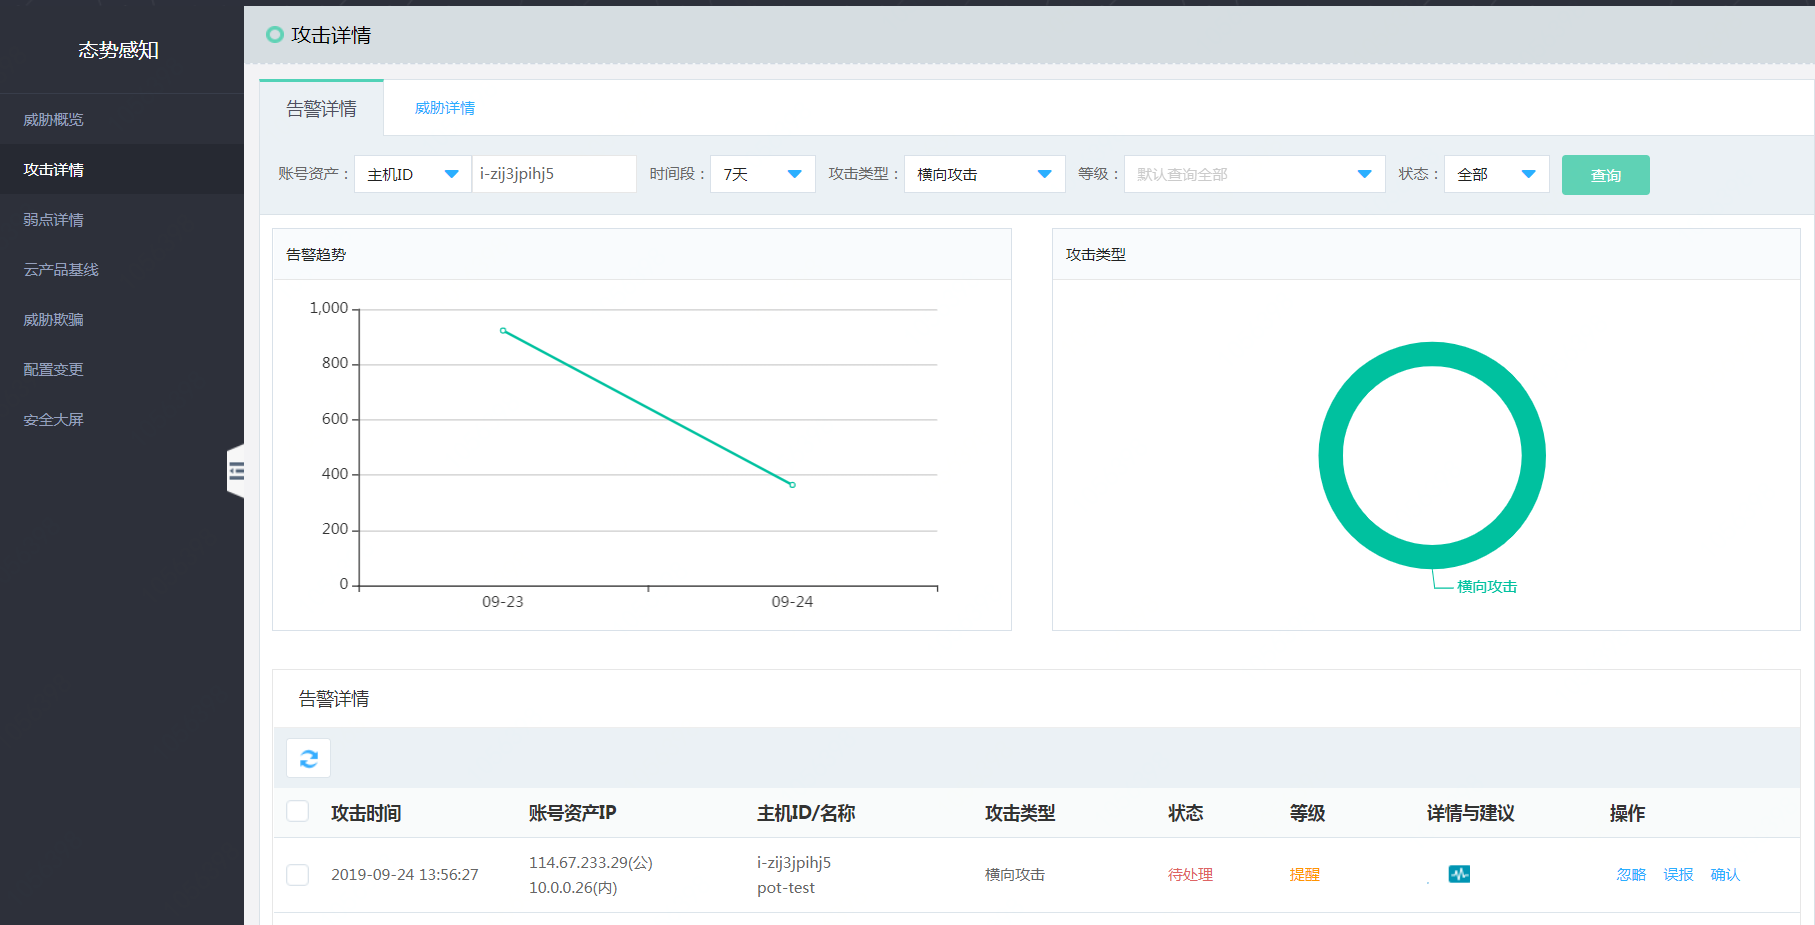 态势感知
威胁概览
攻击详情
弱点详情
云产品基线
威胁欺骗
配置变更
安全大屏
攻击详情
告警详情 威胁详情
账号资产： 主机ID i-zij3jpihj5 时间段： 7天 攻击类型： 横向攻击 等级： 默认查询全部 状态： 全部 查询
告警趋势
1,000
800
600
400
200
0
09-23 09-24
攻击类型
横向攻击
告警详情
攻击时间 账号资产IP 主机ID/名称 攻击类型 状态 等级 详情与建议 操作
2019-09-24 13:56:27 114.67.233.29(公) i-zij3jpihj5 横向攻击 待处理 提醒 忽略 误报 确认
10.0.0.26(内) pot-test